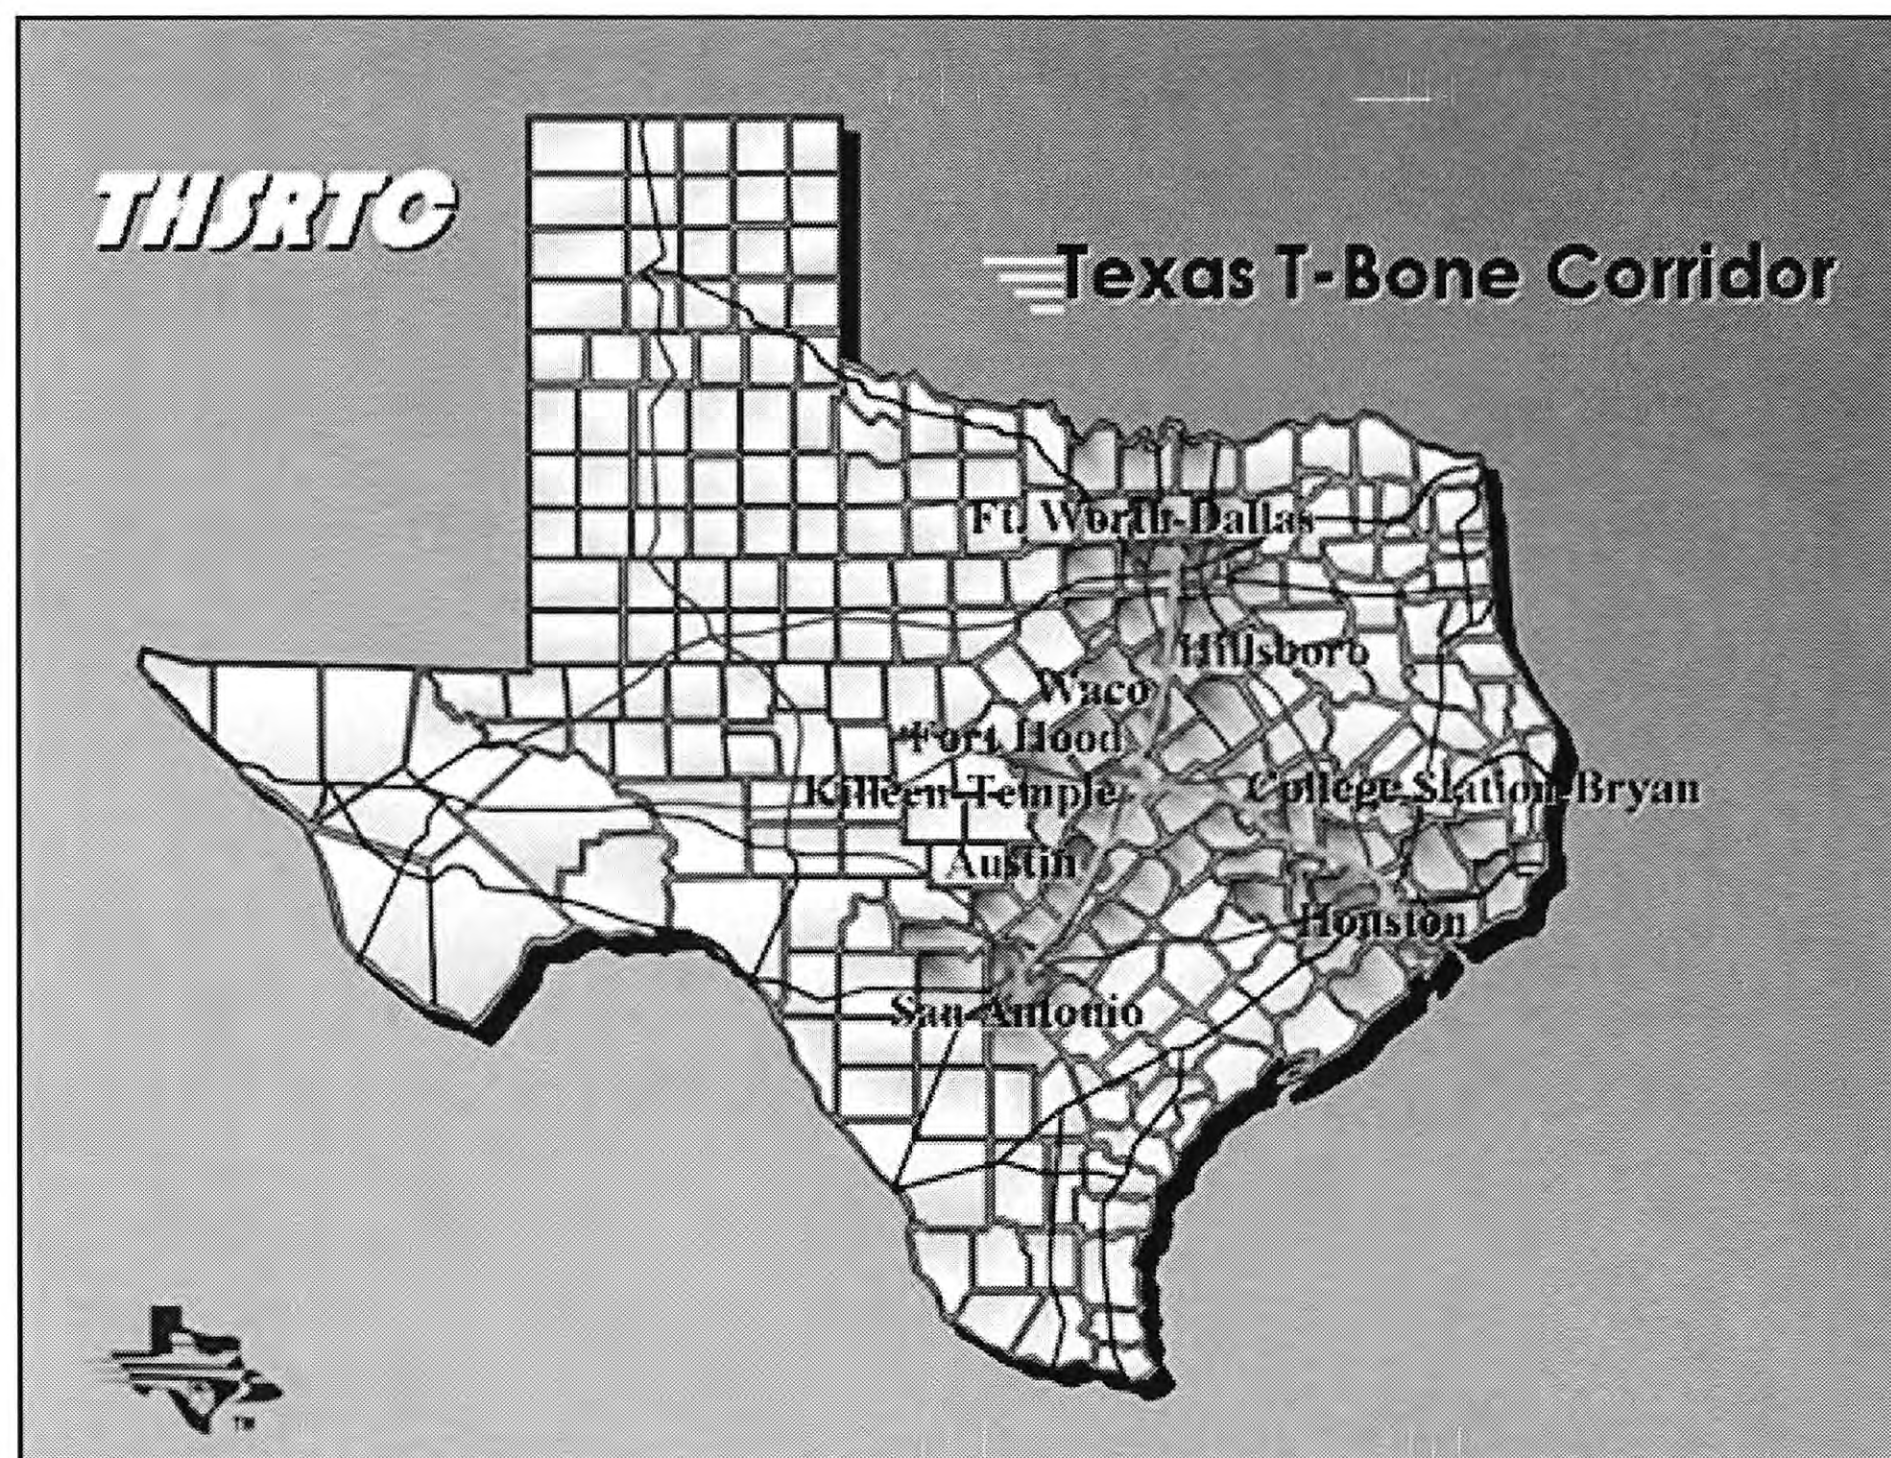 THSRTC
Texas T-Bone Corridor
Ft. Worth-Dallas
Hillsboro
Waco
Fort Hood
Killeen-Temple
College Station-Bryan
Austin
Houston
San Antonio
TM